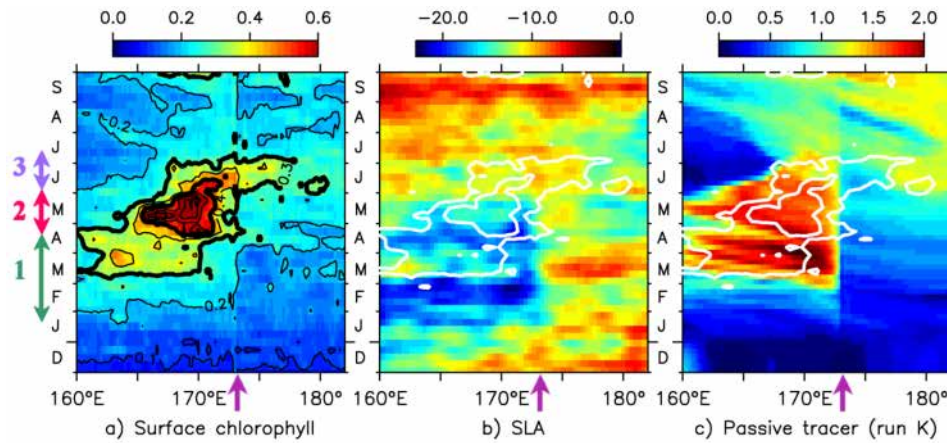 0.0 0.2 0.4 0.6
-20.0 -10.0 0.0
0.0 0.5 1.0 1.5 2.0
S S S
A A A
J J J
3
J J J
2
M M M
A A A
1
M M M
F F F
J J J
D D D
0.2
0.3
0.2
160°E 170°E 180°
160°E 170°E 180°
160°E 170°E 180°
a) Surface chlorophyll
b) SLA
c) Passive tracer (run K)